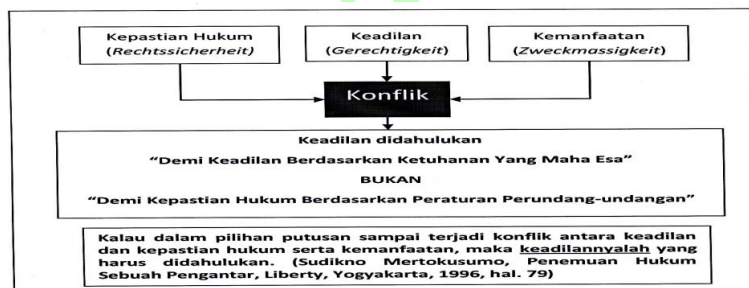 Kepastian Hukum
(Rechtssicherheit)
Keadilan
(Gerechtigkeit)
Kemanfaatan
(Zweckmassigkeit)
Konflik
Keadilan didahulukan
“Demi Keadilan Berdasarkan Ketuhanan Yang Maha Esa”
BUKAN
“Demi Kepastian Hukum Berdasarkan Peraturan Perundang-undangan”
Kalau dalam pilihan putusan sampai terjadi konflik antara keadilan
dan kepastian hukum serta kemanfaatan, maka keadilannyalah yang
harus didahulukan. (Sudikno Mertokusumo, Penemuan Hukum
Sebuah Pengantar, Liberty, Yogyakarta, 1996, hal. 79)